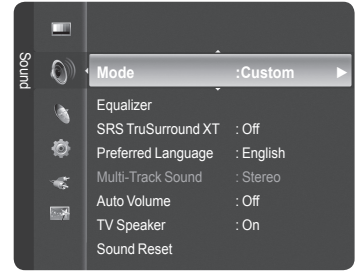 Sound
Mode :Custom
Equalizer
SRS TruSurround XT : Off
Preferred Language : English
Multi-Track Sound : Stereo
Auto Volume : Off
TV Speaker : On
Sound Reset